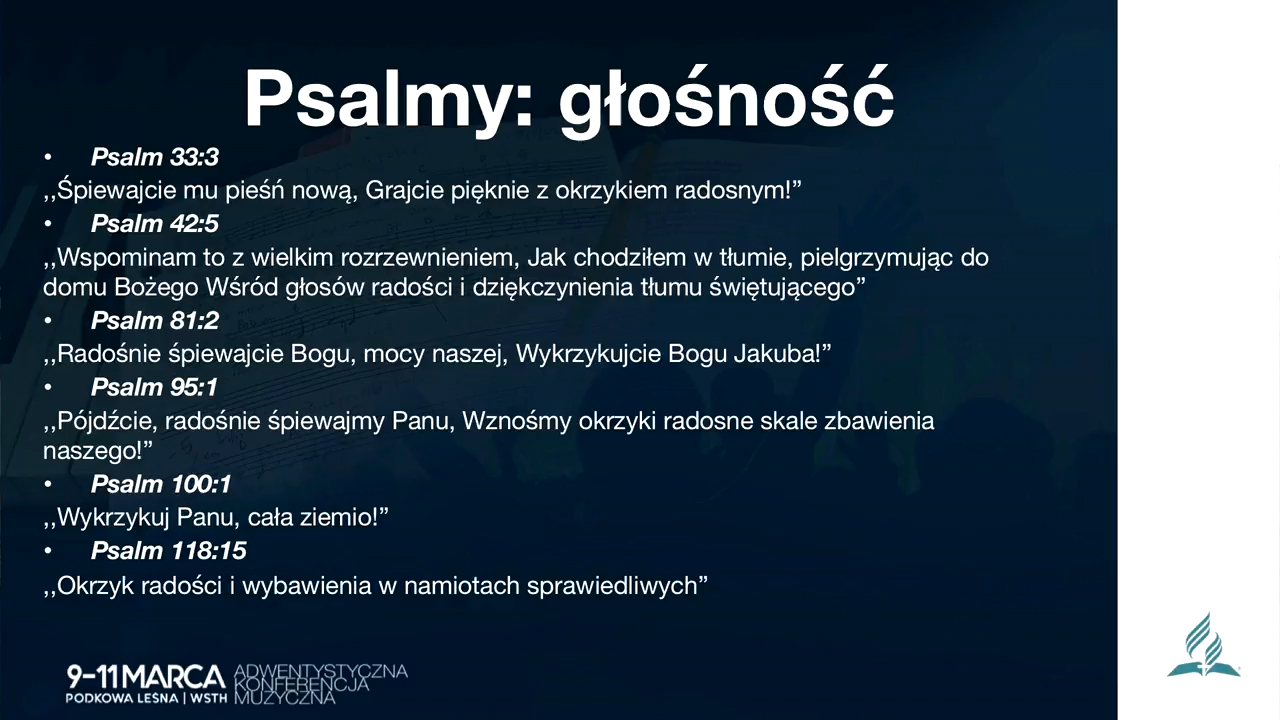 Psalmy: głośność
• Psalm 33:3
,,Śpiewajcie mu pieśń nową, Grajcie pięknie z okrzykiem radosnym!”
• Psalm 42:5
,,Wspominam to z wielkim rozrzewnieniem, Jak chodziłem w tłumie, pielgrzymując do
domu Bożego Wśród głosów radości i dziękczynienia tłumu świętującego”
• Psalm 81:2
,,Radośnie śpiewajcie Bogu, mocy naszej, Wykrzykujcie Bogu Jakuba!”
• Psalm 95:1
,,Pójdźcie, radośnie śpiewajmy Panu, Wznośmy okrzyki radosne skale zbawienia
naszego!”
• Psalm 100:1
,,Wykrzykuj Panu, cała ziemio!”
• Psalm 118:15
,,Okrzyk radości i wybawienia w namiotach sprawiedliwych”
9-11 MARCA
PODKOWA LEŚNA | WSTH
ADWENTYSTYCZNA
KONFERENCJA
MUZYCZNA